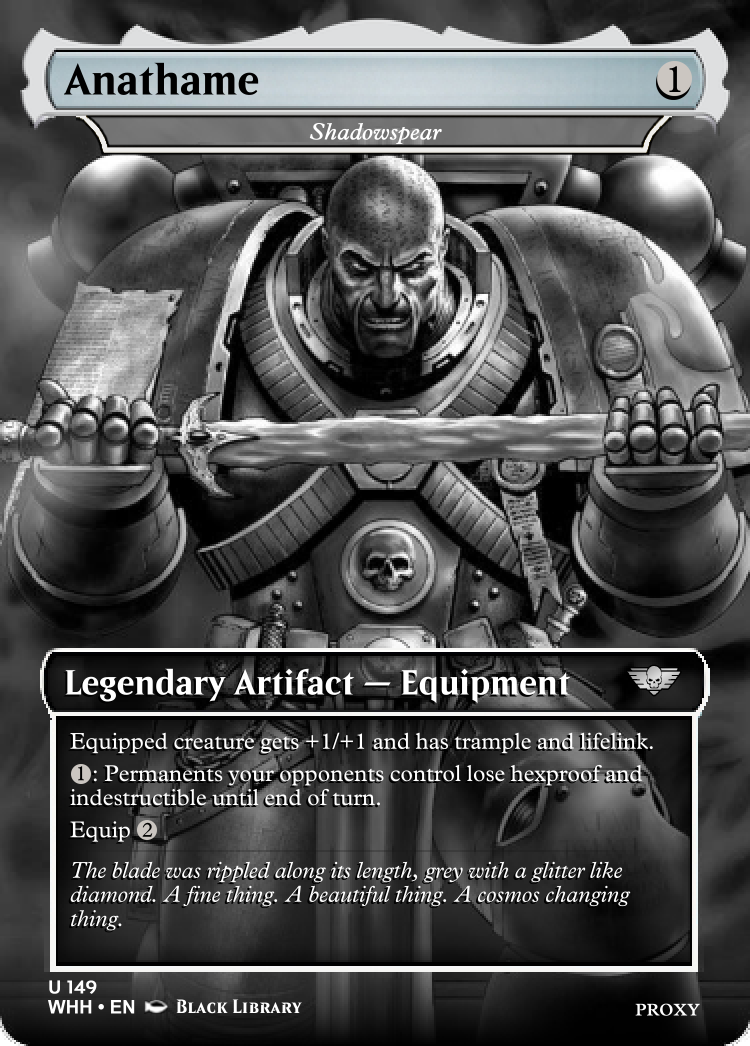 Anathame 1
Shadowspear
Legendary Artifact — Equipment
Equipped creature gets +1/+1 and has trample and lifelink.
1: Permanents your opponents control lose hexproof and
indestructible until end of turn.
Equip 2
The blade was rippled along its length, grey with a glitter like
diamond. A fine thing. A beautiful thing. A cosmos changing
thing.
U 149
WHH • EN BLACK LIBRARY
PROXY